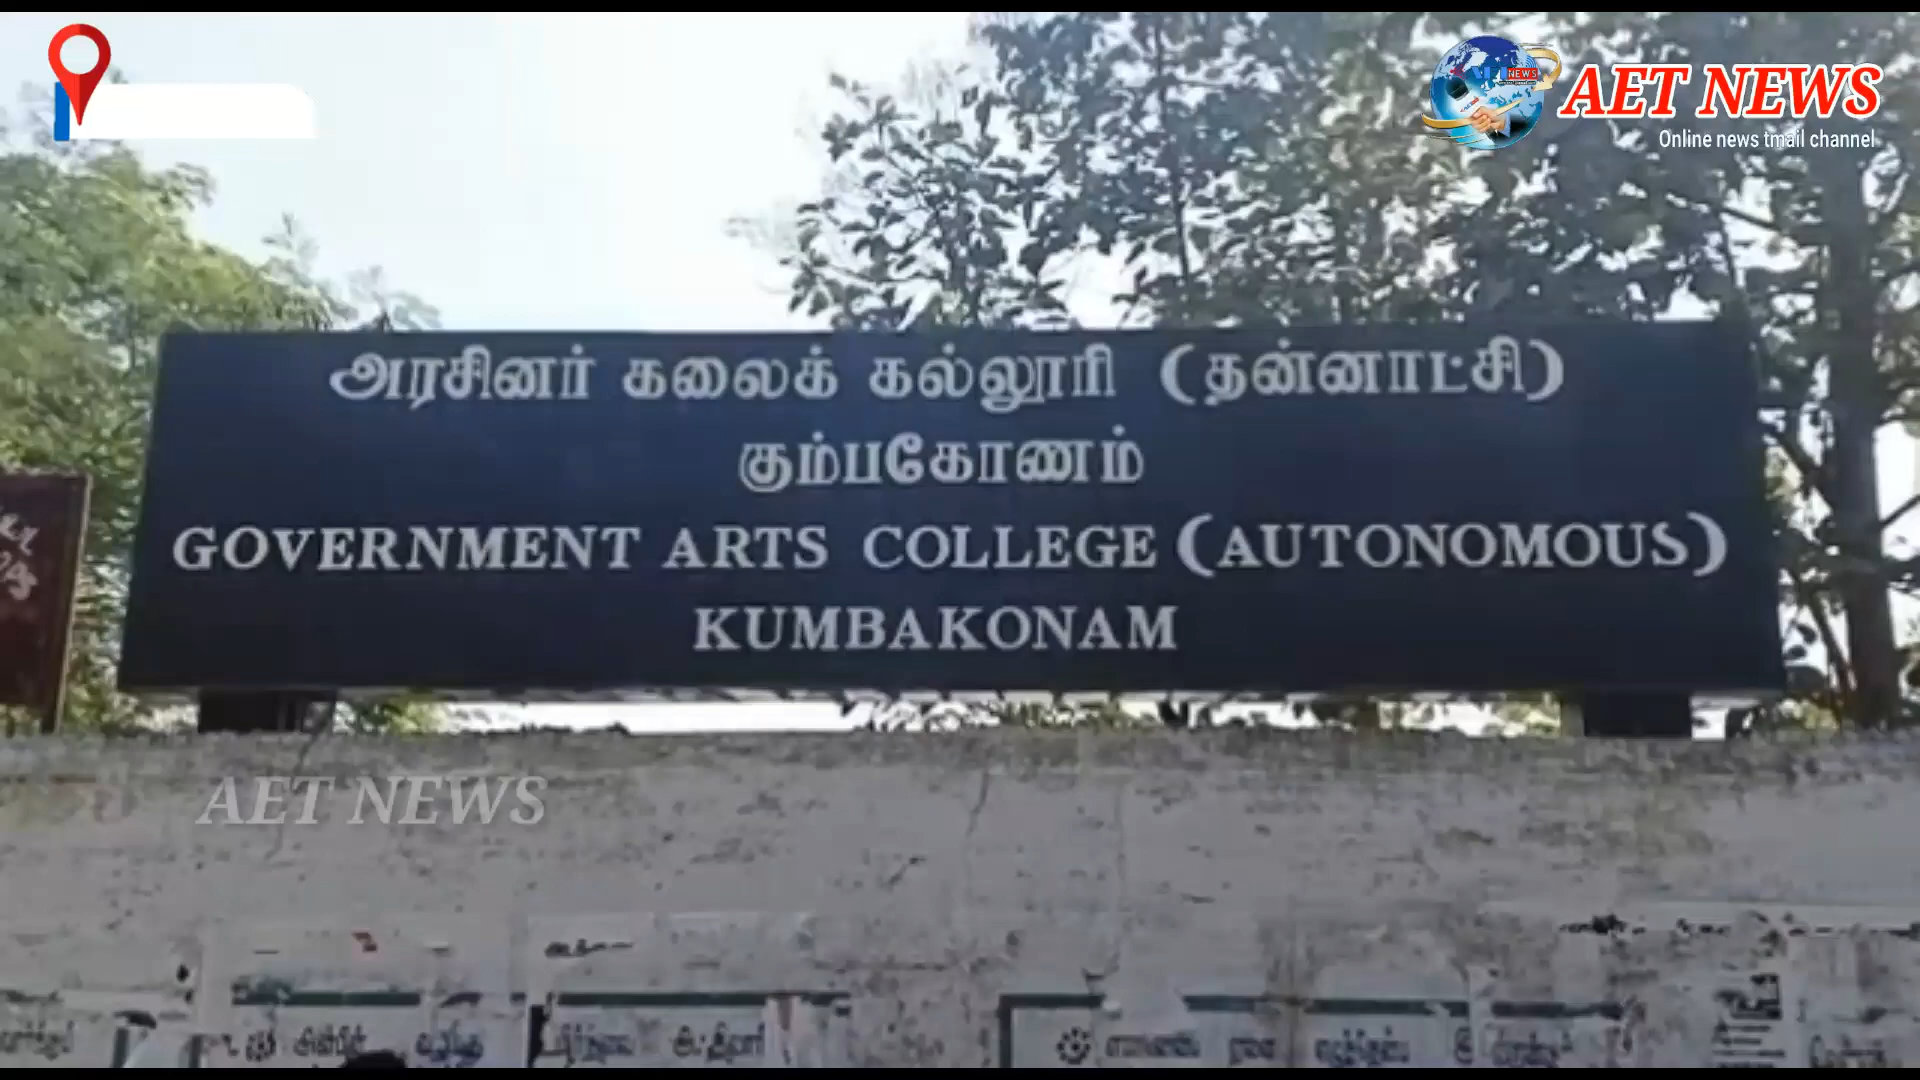 AET NEWS
Online news tmail channel
NEWS
அரசினர் கலைக் கல்லூரி (தன்னாட்சி)
கும்பகோணம்
GOVERNMENT ARTS COLLEGE (AUTONOMOUS)
KUMBAKONAM
AET NEWS